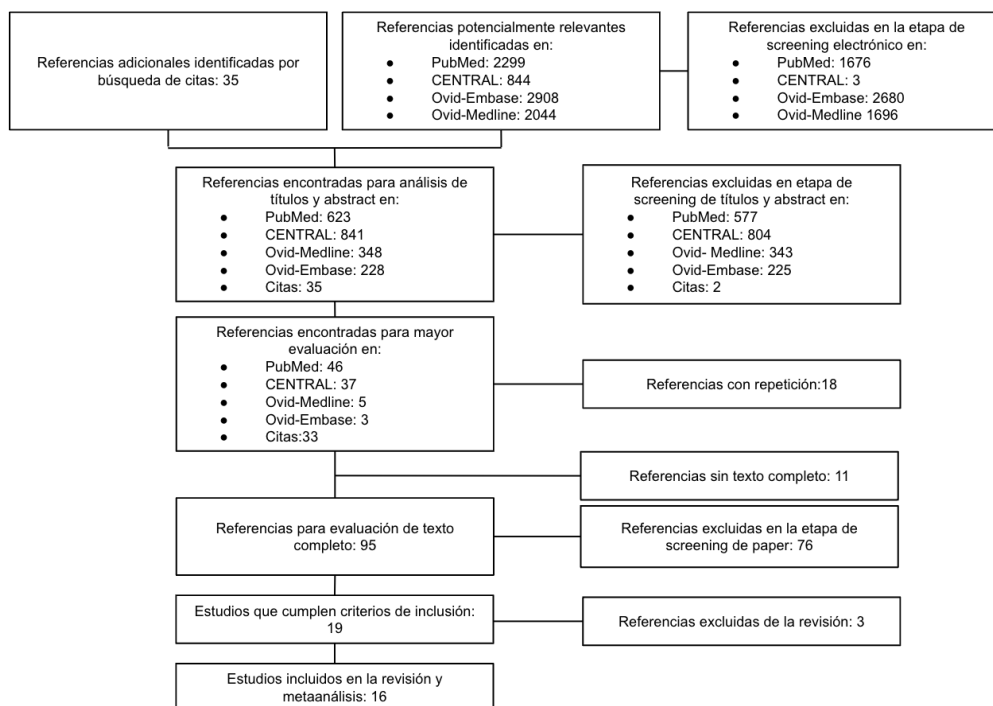 Referencias adicionales identificadas por
búsqueda de citas: 35
Referencias potencialmente relevantes
identificadas en:
● PubMed: 2299
● CENTRAL: 844
● Ovid-Embase: 2908
● Ovid-Medline: 2044
Referencias excluidas en la etapa de
screening electrónico en:
● PubMed: 1676
● CENTRAL: 3
● Ovid-Embase: 2680
● Ovid-Medline 1696
Referencias encontradas para análisis de
títulos y abstract en:
● PubMed: 623
● CENTRAL: 841
● Ovid-Medline: 348
● Ovid-Embase: 228
● Citas: 35
Referencias excluidas en etapa de
screening de títulos y abstract en:
● PubMed: 577
● CENTRAL: 804
● Ovid- Medline: 343
● Ovid-Embase: 225
● Citas: 2
Referencias encontradas para mayor
evaluación en:
● PubMed: 46
● CENTRAL: 37
● Ovid-Medline: 5
● Ovid-Embase: 3
● Citas:33
Referencias con repetición:18
Referencias sin texto completo: 11
Referencias para evaluación de texto
completo: 95
Referencias excluidas en la etapa de
screening de paper: 76
Estudios que cumplen criterios de inclusión:
19
Referencias excluidas de la revisión: 3
Estudios incluidos en la revisión y
metaanálisis: 16